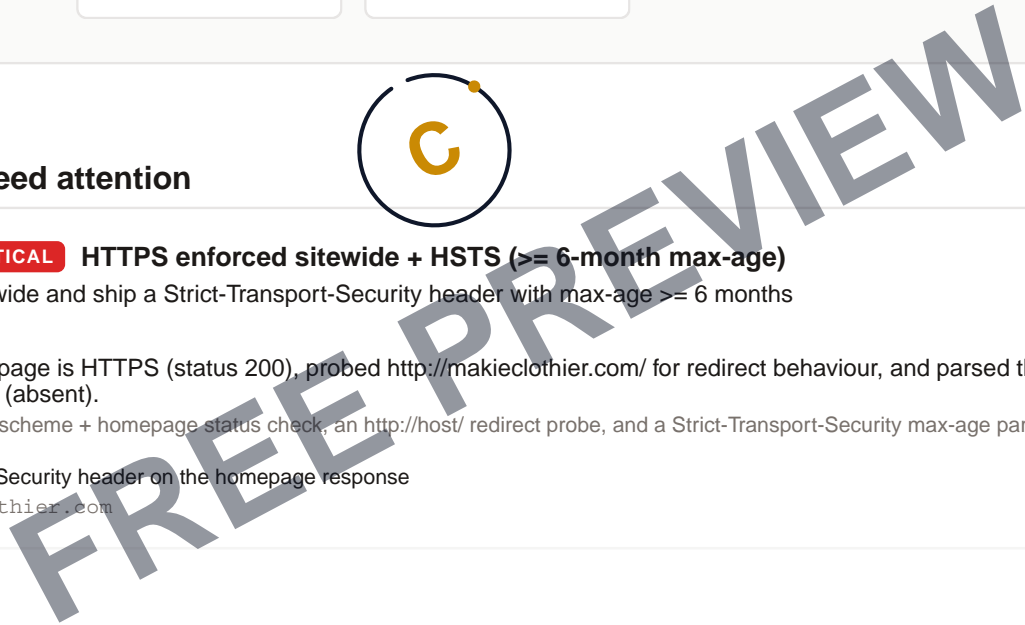 C
eed attention
TICAL HTTPS enforced sitewide + HSTS (>= 6-month max-age)
wide and ship a Strict-Transport-Security header with max-age >= 6 months
page is HTTPS (status 200), probed http://makieclothier.com/ for redirect behaviour, and parsed t
(absent).
scheme + homepage status check, an http://host/ redirect probe, and a Strict-Transport-Security max-age par
Security header on the homepage response
thier.com
FREE PREVIEW